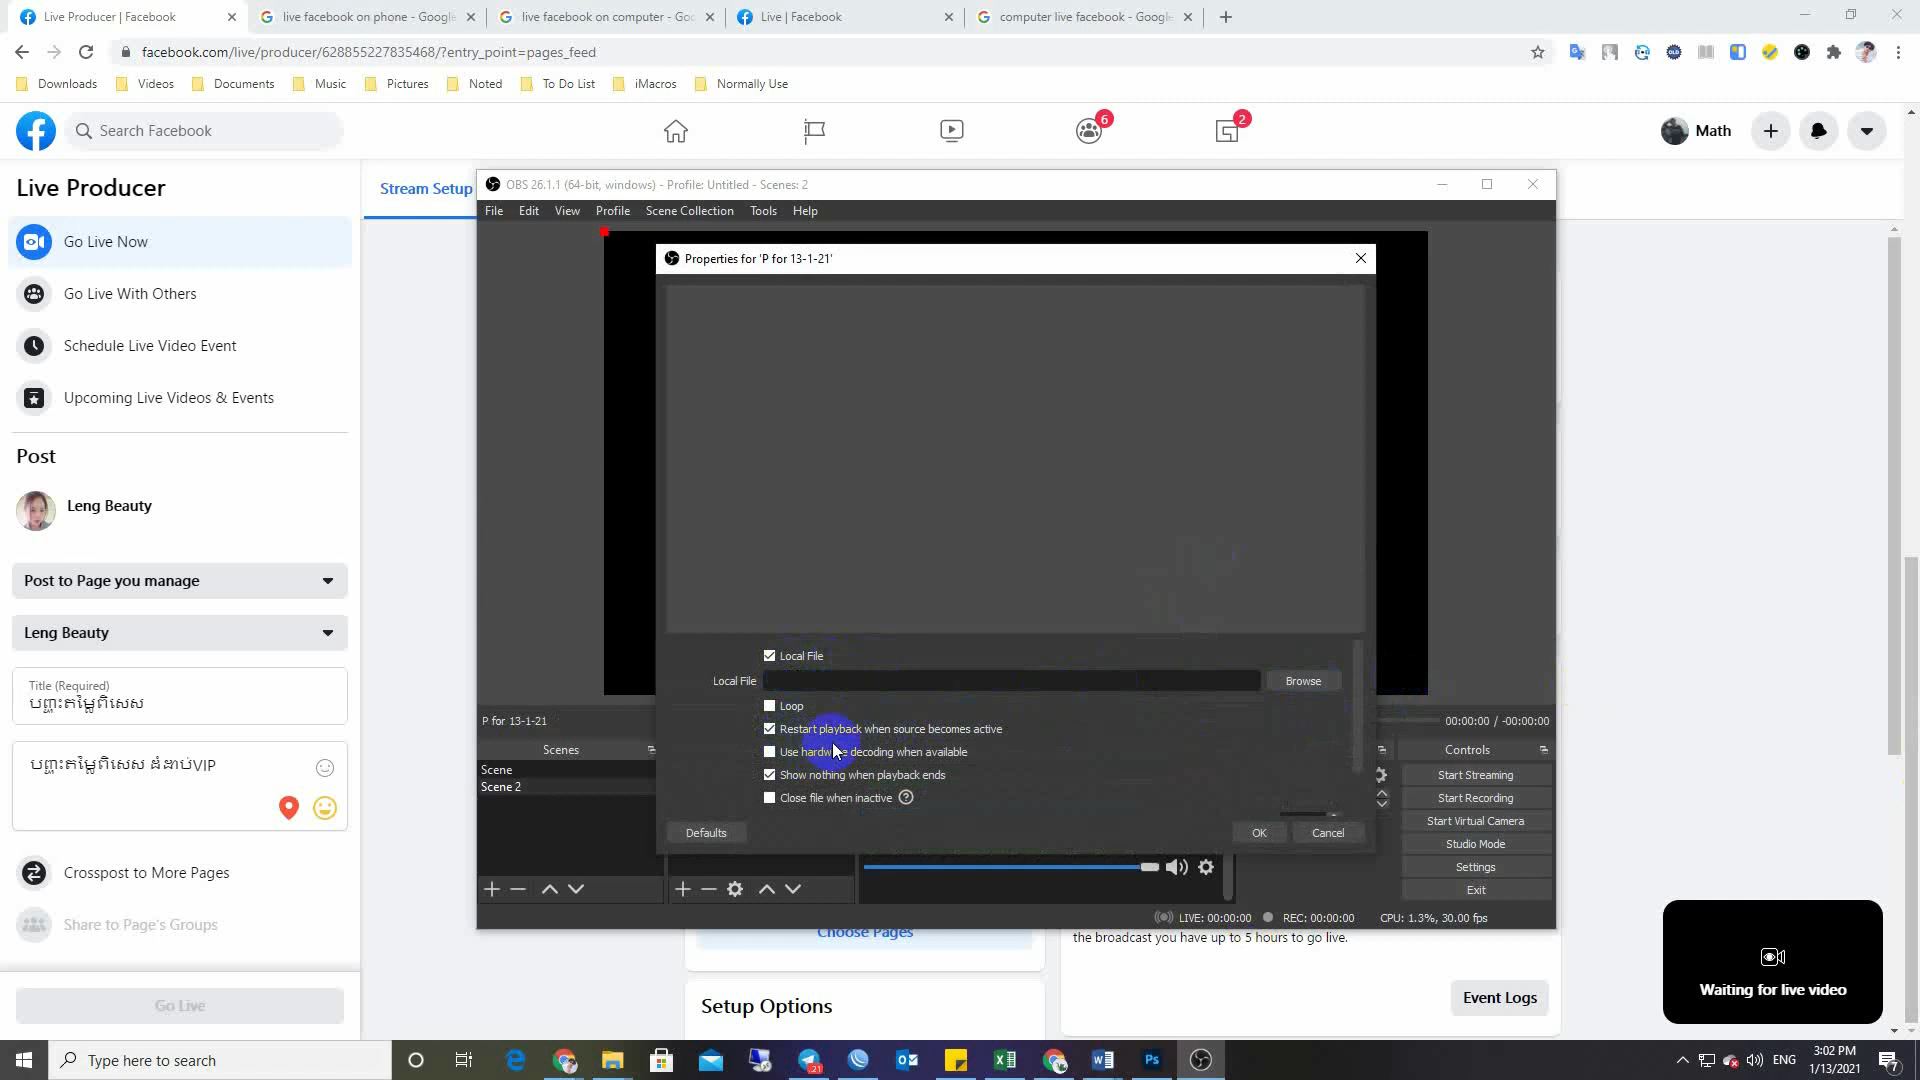 Live Producer | Facebook
live facebook on phone - Google
live facebook on computer - Goo
Live | Facebook
computer live facebook - Google
facebook.com/live/producer/628855227835468/?entry_point=pages_feed
Downloads
Videos
Documents
Music
Pictures
Noted
To Do List
iMacros
Normally Use
Search Facebook
6
2
Math
Live Producer
Go Live Now
Go Live With Others
Schedule Live Video Event
Upcoming Live Videos & Events
Post
Leng Beauty
Post to Page you manage
Leng Beauty
Title (Required)
បញ្ចុះតម្លៃពិសេស
បញ្ចុះតម្លៃពិសេស ជំដាប់VIP
Crosspost to More Pages
Share to Page's Groups
Go Live
Stream Setup
OBS 26.1.1 (64-bit, windows) - Profile: Untitled - Scenes: 2
File Edit View Profile Scene Collection Tools Help
Properties for 'P for 13-1-21'
Local File
Local File
Browse
Loop
Restart playback when source becomes active
Use hardware decoding when available
Show nothing when playback ends
Close file when inactive
Defaults
OK
Cancel
P for 13-1-21
00:00:00 / -00:00:00
Scenes
Scene
Scene 2
Controls
Start Streaming
Start Recording
Start Virtual Camera
Studio Mode
Settings
Exit
LIVE: 00:00:00
REC: 00:00:00
CPU: 1.3%, 30.00 fps
Choose Pages
the broadcast you have up to 5 hours to go live.
Setup Options
Event Logs
Waiting for live video
Type here to search
21
ENG
3:02 PM
1/13/2021
7